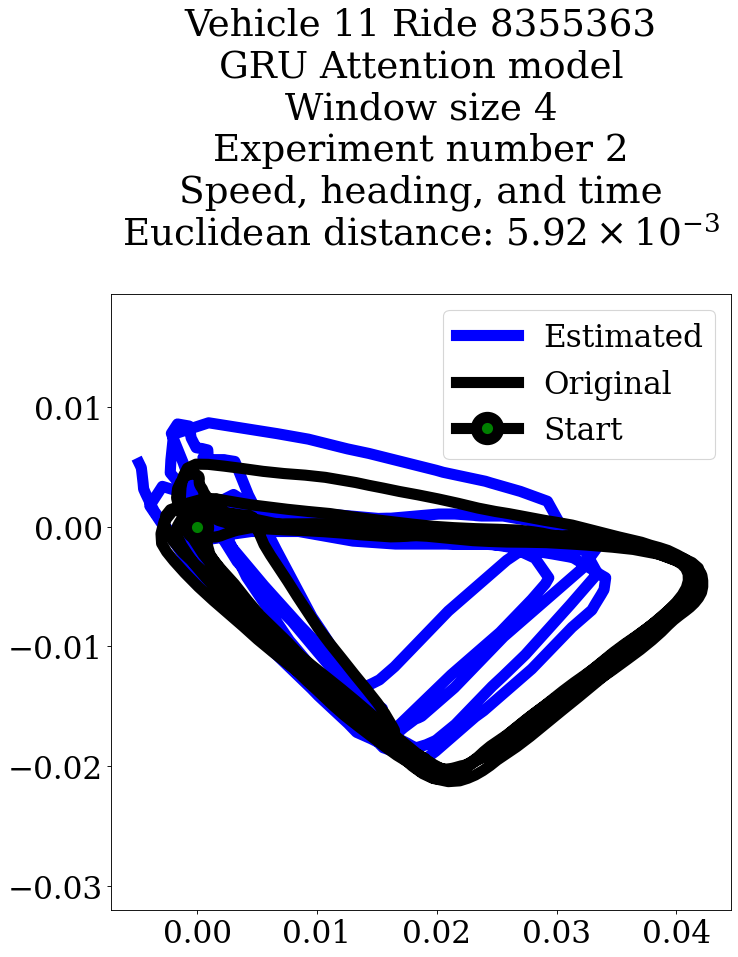 Vehicle 11 Ride 8355363
GRU Attention model
Window size 4
Experiment number 2
Speed, heading, and time
Euclidean distance: 5.92 × 10⁻³
Estimated
Original
Start
0.01
0.00
−0.01
−0.02
−0.03
0.00 0.01 0.02 0.03 0.04